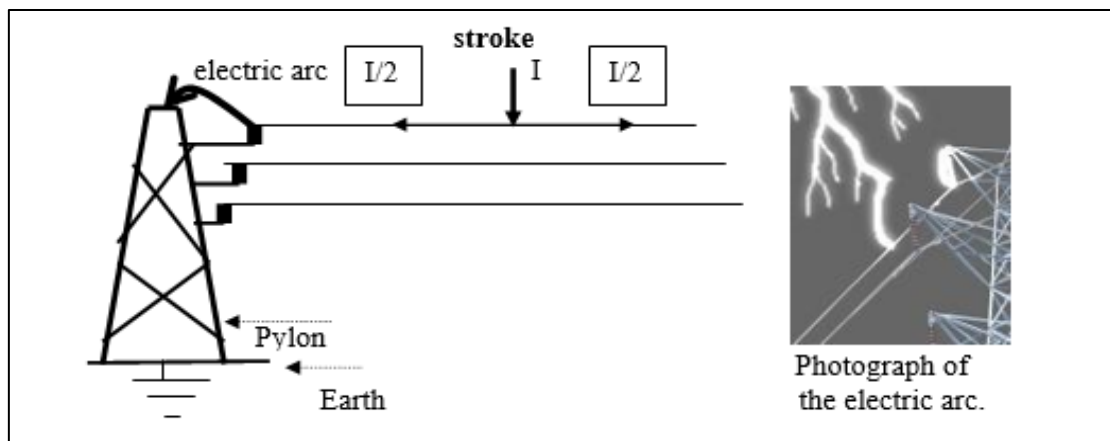 stroke
electric arc
I/2
I
I/2
Pylon
Earth
Photograph of
the electric arc.